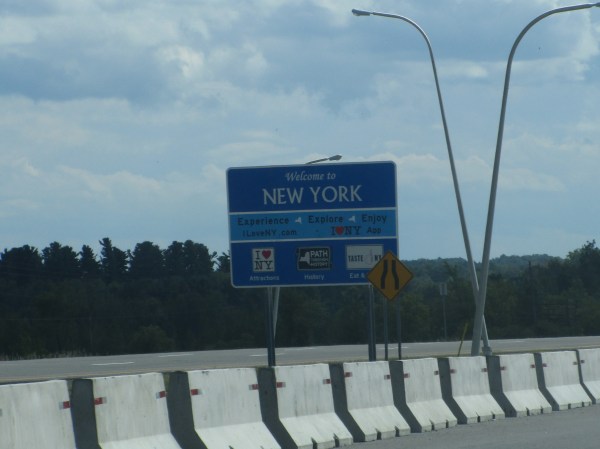 Welcome to
NEW YORK
Experience Explore Enjoy
iLoveNY.com I ❤ NY App
I ❤ NY PATH TASTE NY
Attractions History Eat &